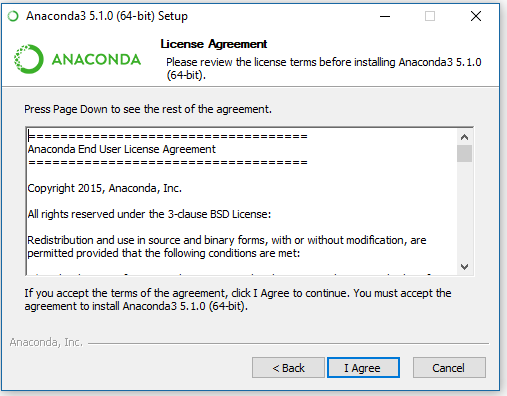 Anaconda3 5.1.0 (64-bit) Setup
ANACONDA
License Agreement
Please review the license terms before installing Anaconda3 5.1.0
(64-bit).
Press Page Down to see the rest of the agreement.
===================================
Anaconda End User License Agreement
===================================
Copyright 2015, Anaconda, Inc.
All rights reserved under the 3-clause BSD License:
Redistribution and use in source and binary forms, with or without modification, are
permitted provided that the following conditions are met:
If you accept the terms of the agreement, click I Agree to continue. You must accept the
agreement to install Anaconda3 5.1.0 (64-bit).
Anaconda, Inc.
< Back
I Agree
Cancel